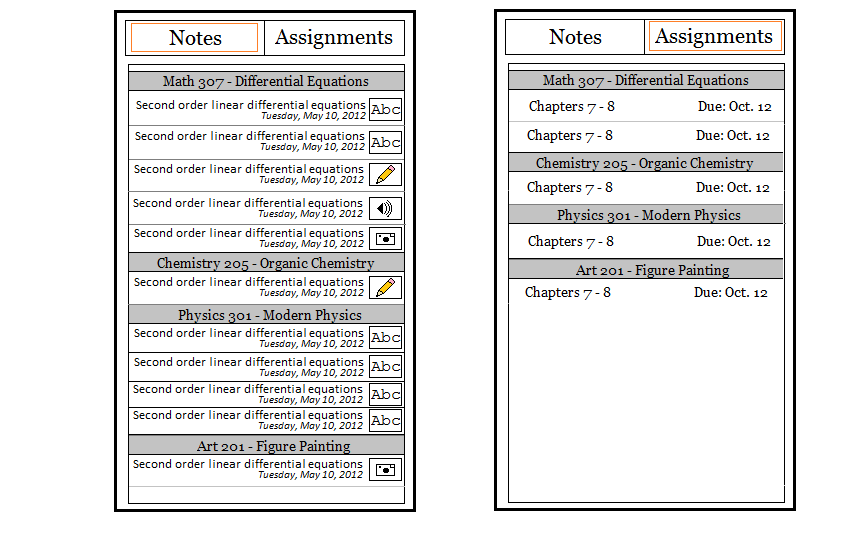 Notes Assignments
Math 307 - Differential Equations
Second order linear differential equations
Tuesday, May 10, 2012 Abc
Second order linear differential equations
Tuesday, May 10, 2012 Abc
Second order linear differential equations
Tuesday, May 10, 2012
Second order linear differential equations
Tuesday, May 10, 2012
Second order linear differential equations
Tuesday, May 10, 2012
Chemistry 205 - Organic Chemistry
Second order linear differential equations
Tuesday, May 10, 2012
Physics 301 - Modern Physics
Second order linear differential equations
Tuesday, May 10, 2012 Abc
Second order linear differential equations
Tuesday, May 10, 2012 Abc
Second order linear differential equations
Tuesday, May 10, 2012 Abc
Second order linear differential equations
Tuesday, May 10, 2012 Abc
Art 201 - Figure Painting
Second order linear differential equations
Tuesday, May 10, 2012
Notes Assignments
Math 307 - Differential Equations
Chapters 7 - 8 Due: Oct. 12
Chapters 7 - 8 Due: Oct. 12
Chemistry 205 - Organic Chemistry
Chapters 7 - 8 Due: Oct. 12
Physics 301 - Modern Physics
Chapters 7 - 8 Due: Oct. 12
Art 201 - Figure Painting
Chapters 7 - 8 Due: Oct. 12